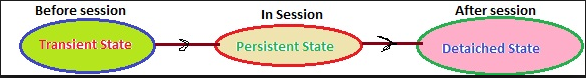 Before session
In Session
After session
Transient State
Persistent State
Detaiched State